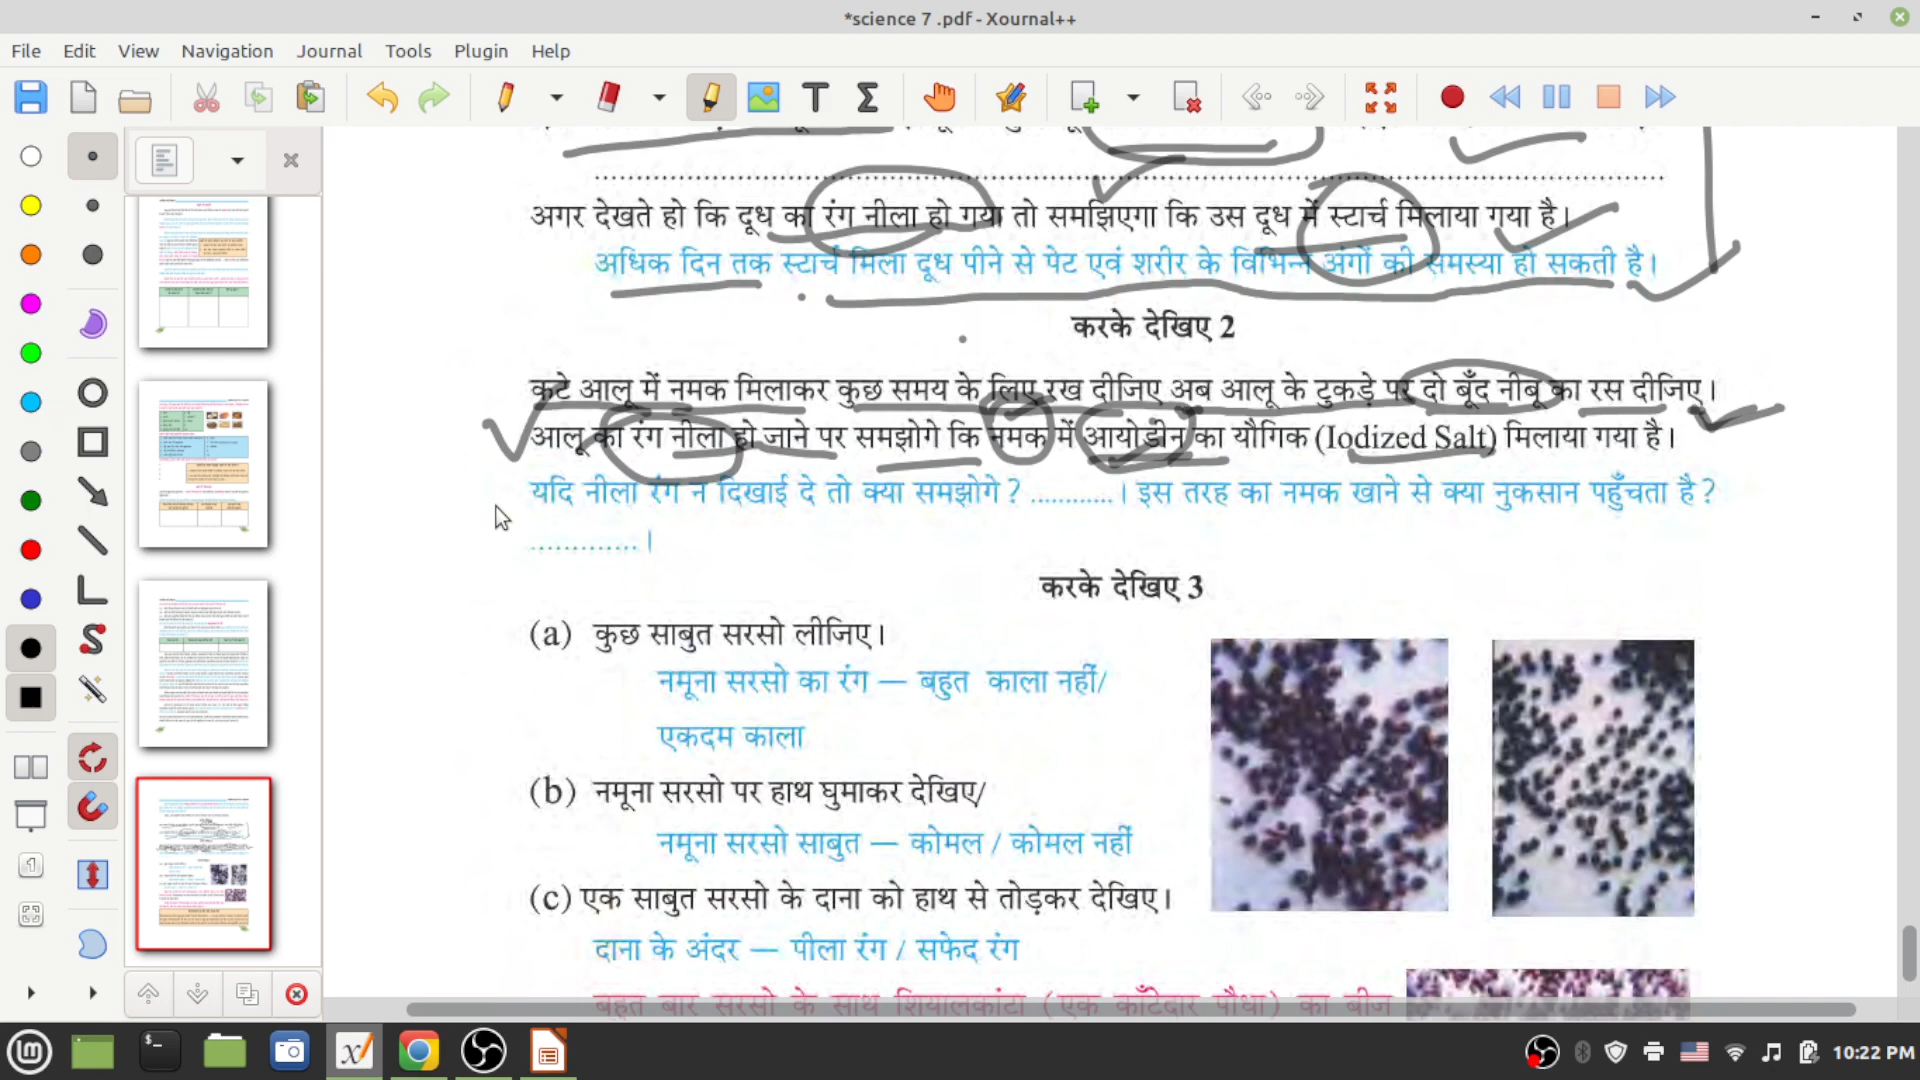 *science 7 .pdf - Xournal++
File Edit View Navigation Journal Tools Plugin Help
अगर देखते हो कि दूध का रंग नीला हो गया तो समझिएगा कि उस दूध में स्टार्च मिलाया गया है।
अधिक दिन तक स्टार्च मिला दूध पीने से पेट एवं शरीर के विभिन्न अंगों की समस्या हो सकती है।
करके देखिए 2
कटे आलू में नमक मिलाकर कुछ समय के लिए रख दीजिए अब आलू के टुकड़े पर दो बूँद नीबू का रस दीजिए।
आलू का रंग नीला हो जाने पर समझोगे कि नमक में आयोडीन का यौगिक (Iodized Salt) मिलाया गया है।
यदि नीला रंग न दिखाई दे तो क्या समझोगे ? ............। इस तरह का नमक खाने से क्या नुकसान पहुँचता है ?
.............।
करके देखिए 3
(a) कुछ साबुत सरसो लीजिए।
नमूना सरसो का रंग — बहुत काला नहीं/
एकदम काला
(b) नमूना सरसो पर हाथ घुमाकर देखिए/
नमूना सरसो साबुत — कोमल / कोमल नहीं
(c) एक साबुत सरसो के दाना को हाथ से तोड़कर देखिए।
दाना के अंदर — पीला रंग / सफेद रंग
बहुत बार सरसो के साथ शियालकांटा (एक काँटेदार पौधा) का बीज
10:22 PM